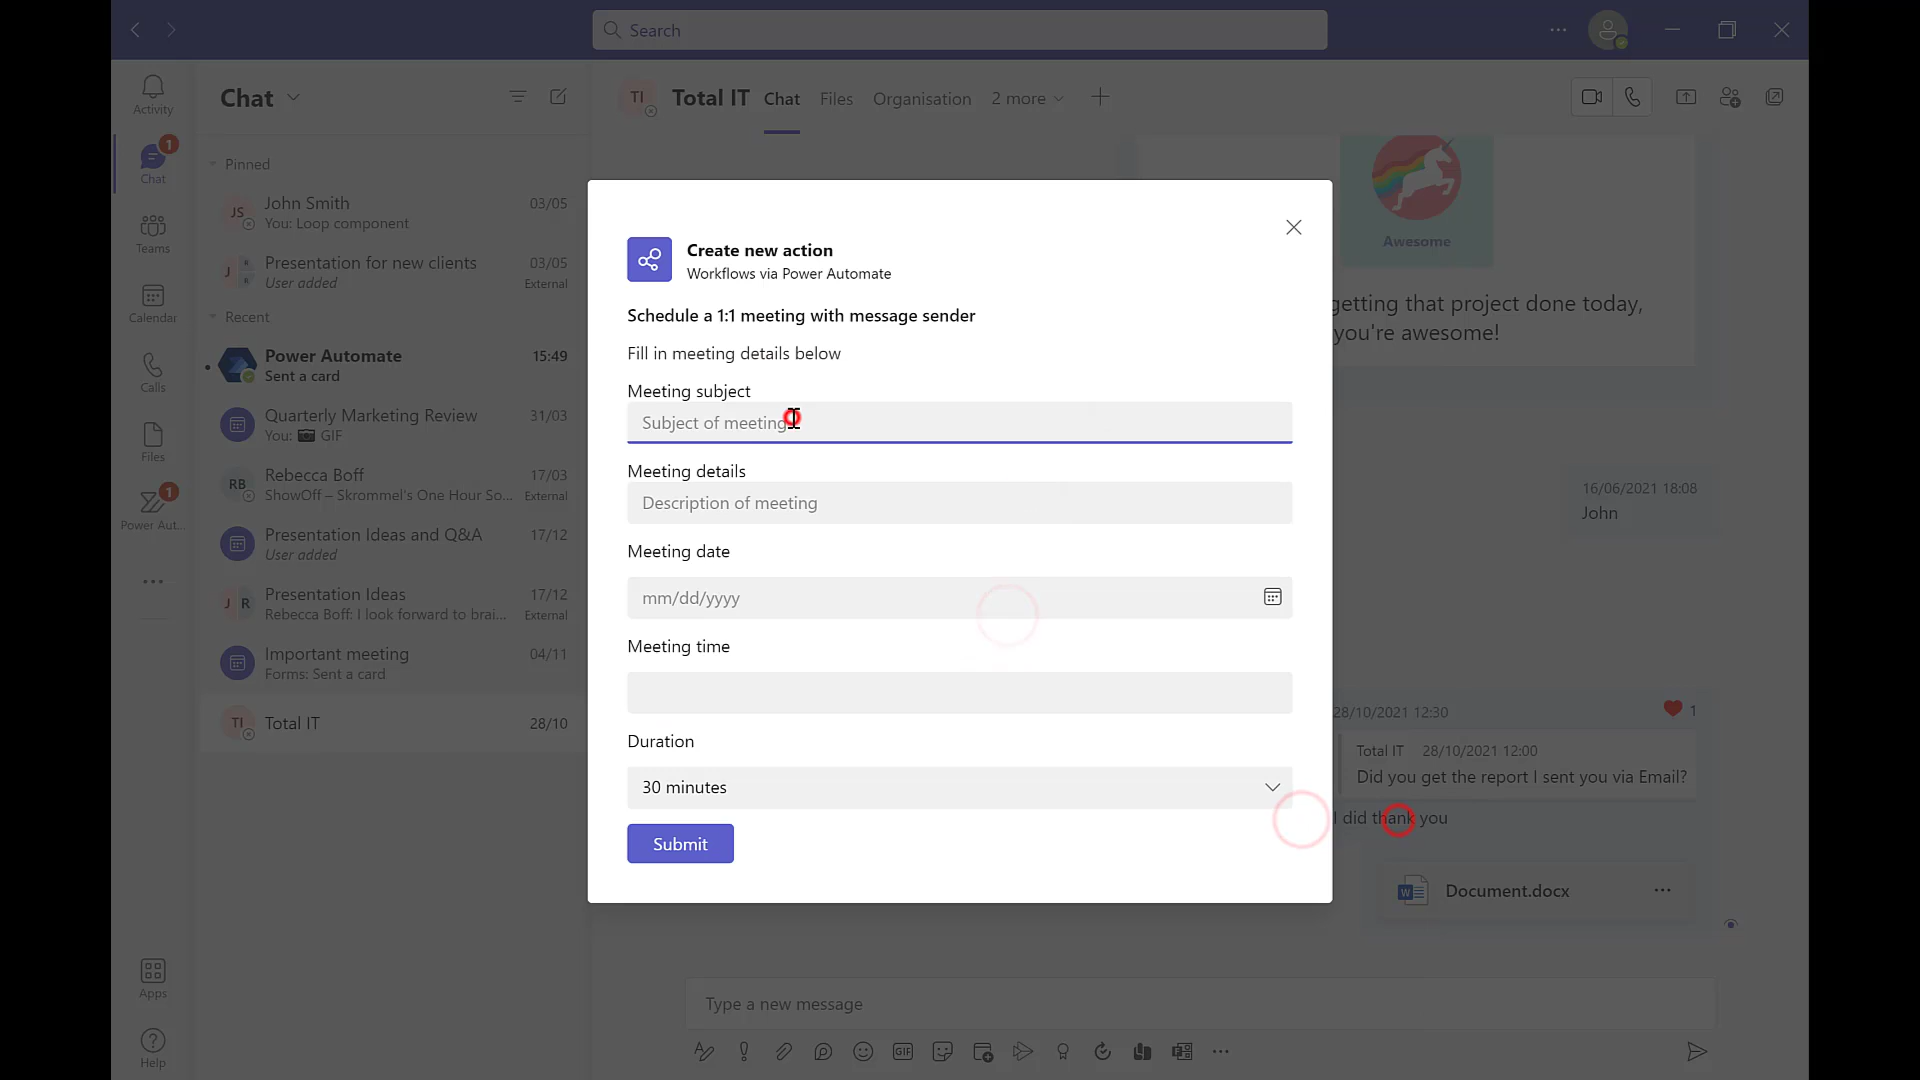 Search
Activity
1
Chat
Teams
Calendar
Calls
Files
1
Power Aut...
Apps
Help
Chat
Pinned
JS
John Smith
03/05
You: Loop component
J
R
R
Presentation for new clients
03/05
User added
External
Recent
Power Automate
15:49
Sent a card
Quarterly Marketing Review
31/03
You: GIF
RB
Rebecca Boff
17/03
ShowOff – Skrommel's One Hour So...
External
Presentation Ideas and Q&A
17/12
User added
J R
Presentation Ideas
17/12
Rebecca Boff: I look forward to brai...
External
Important meeting
04/11
Forms: Sent a card
TI
Total IT
28/10
TI
Total IT
Chat
Files
Organisation
2 more
Awesome
getting that project done today,
you're awesome!
16/06/2021 18:08
John
28/10/2021 12:30
1
Total IT 28/10/2021 12:00
Did you get the report I sent you via Email?
I did thank you
Document.docx
Type a new message
GIF
Create new action
Workflows via Power Automate
Schedule a 1:1 meeting with message sender
Fill in meeting details below
Meeting subject
Subject of meeting
Meeting details
Description of meeting
Meeting date
mm/dd/yyyy
Meeting time
Duration
30 minutes
Submit